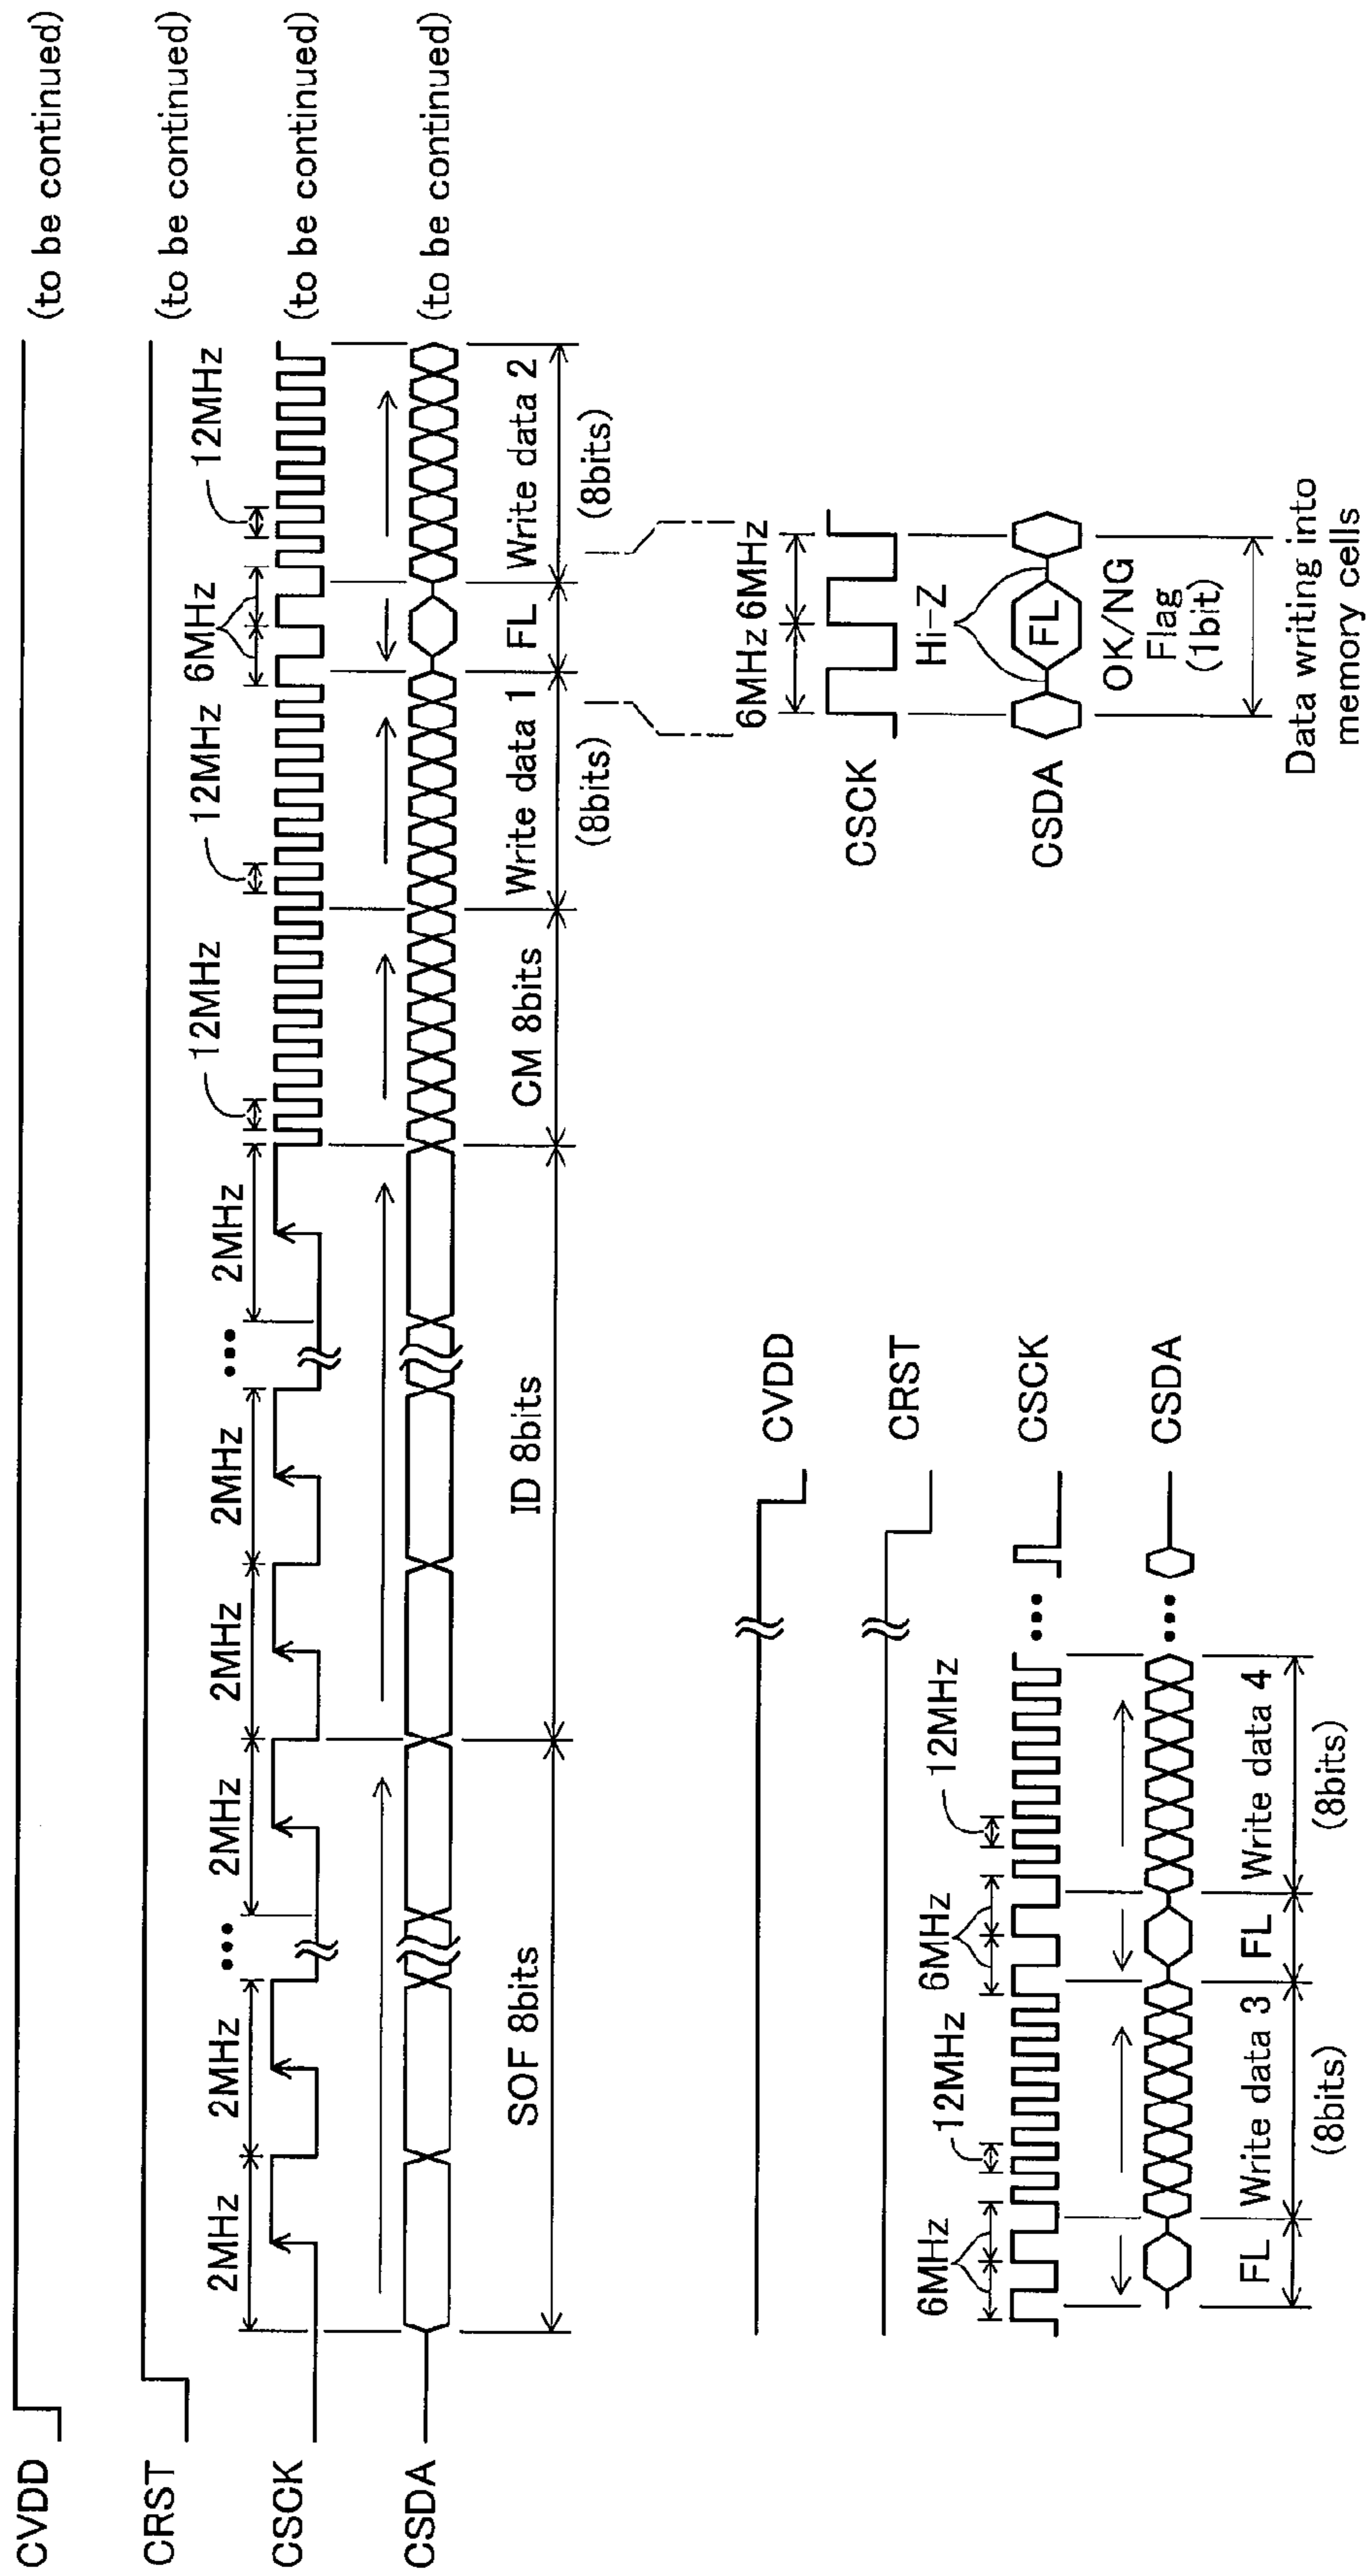 CVDD
(to be continued)
CRST
(to be continued)
2MHz
2MHz
•••
2MHz
2MHz
2MHz
•••
2MHz
12MHz
12MHz
6MHz
12MHz
CSCK
(to be continued)
CSDA
(to be continued)
SOF 8bits
ID 8bits
CM 8bits
Write data 1
FL
Write data 2
(8bits)
(8bits)
CVDD
CRST
6MHz
12MHz
6MHz
12MHz
CSCK
•••
CSDA
•••
FL
Write data 3
FL
Write data 4
(8bits)
(8bits)
6MHz 6MHz
CSCK
Hi-Z
CSDA
FL
OK/NG
Flag
(1bit)
Data writing into
memory cells